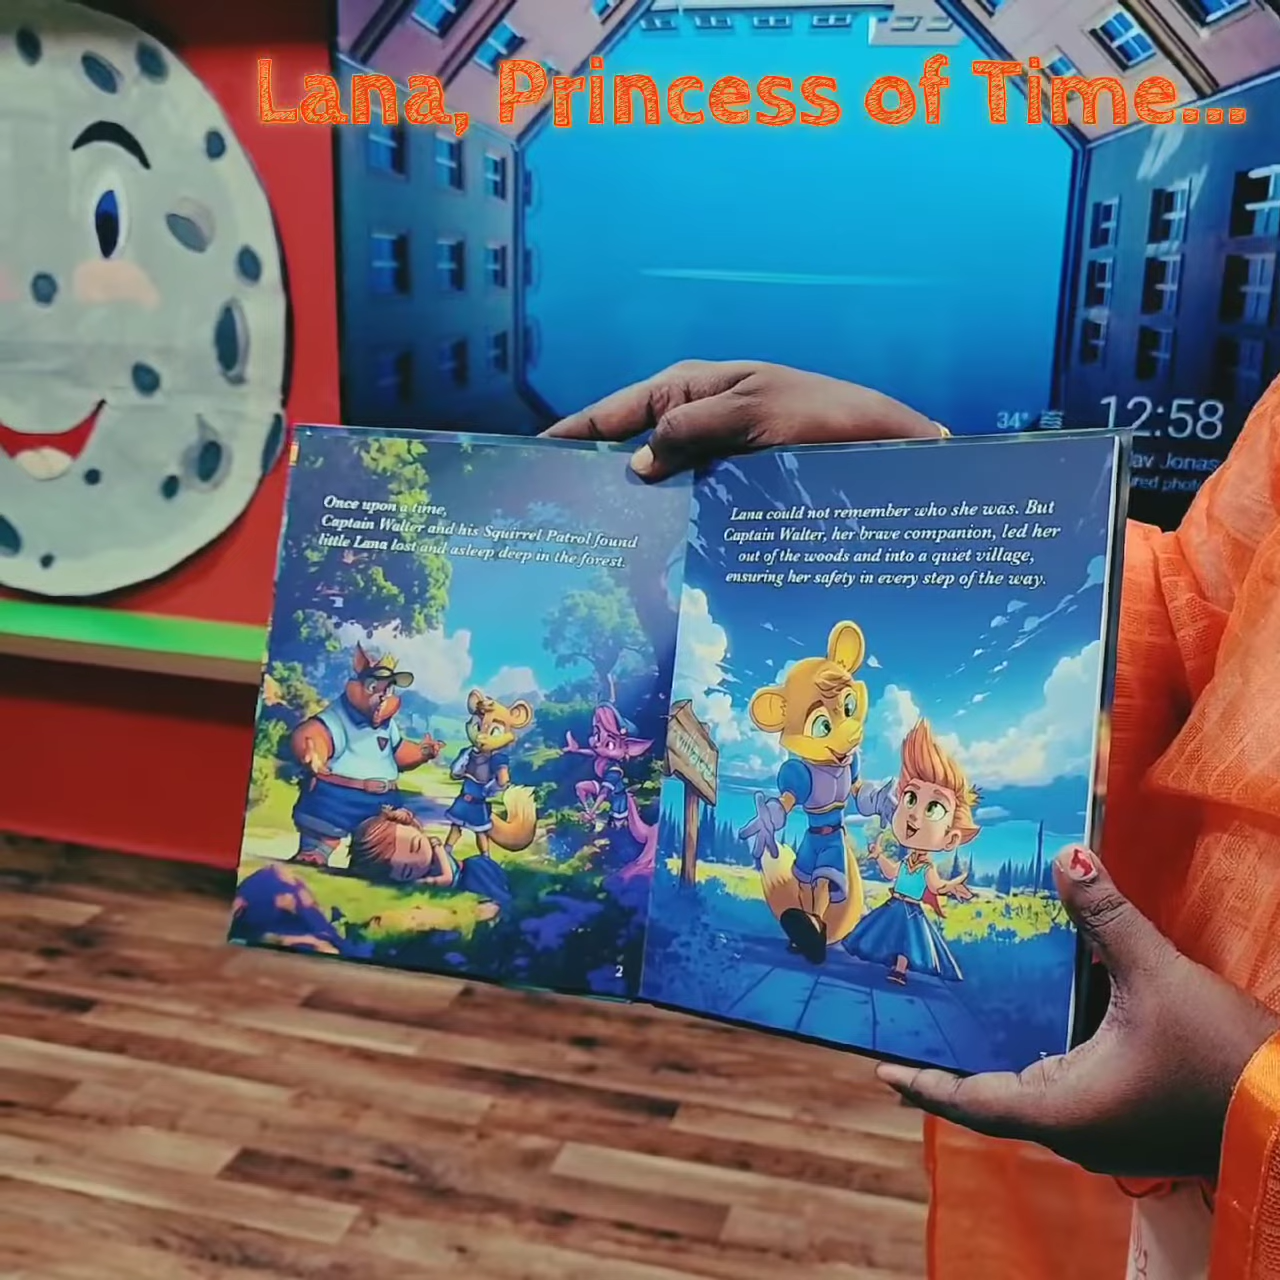 Lana, Princess of Time...
34°
12:58
Jonas
Once upon a time,
Captain Walter and his Squirrel Patrol found
little Lana lost and asleep deep in the forest.
Lana could not remember who she was. But
Captain Walter, her brave companion, led her
out of the woods and into a quiet village,
ensuring her safety in every step of the way.
2